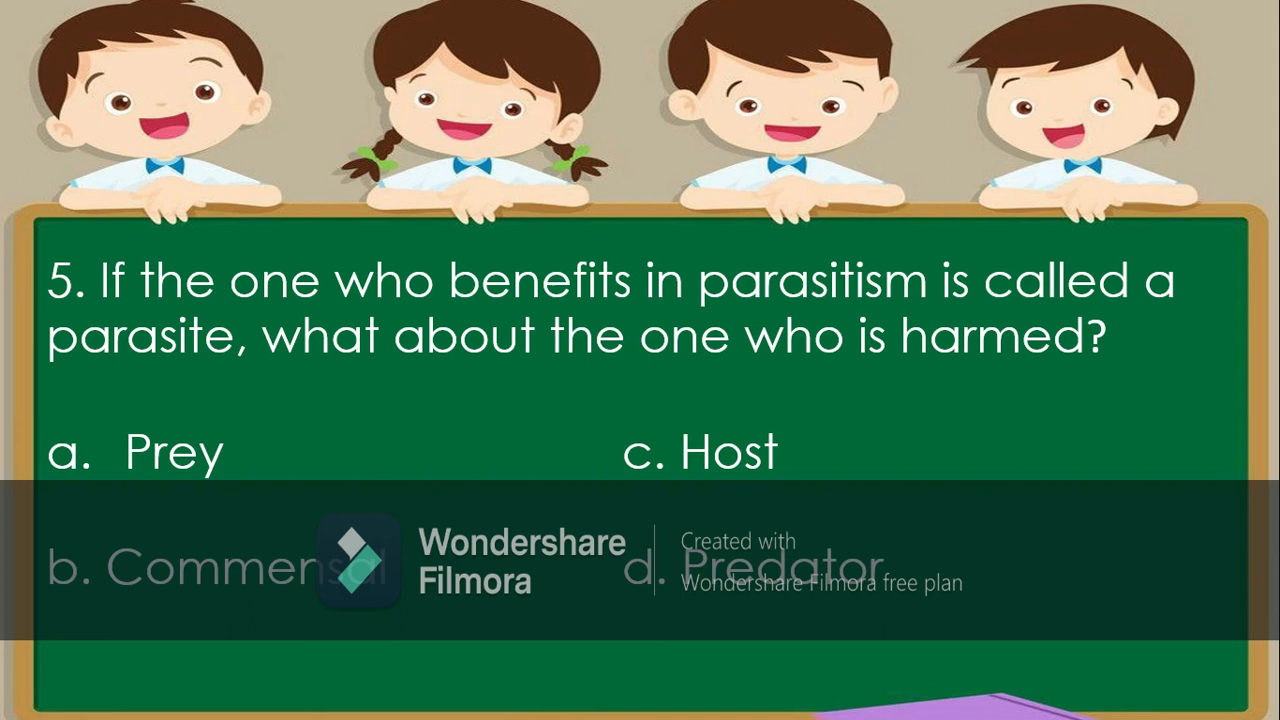 5. If the one who benefits in parasitism is called a
parasite, what about the one who is harmed?
a. Prey
c. Host
b. Commensal
d. Predator
Wondershare
Filmora
Created with
Wondershare Filmora free plan